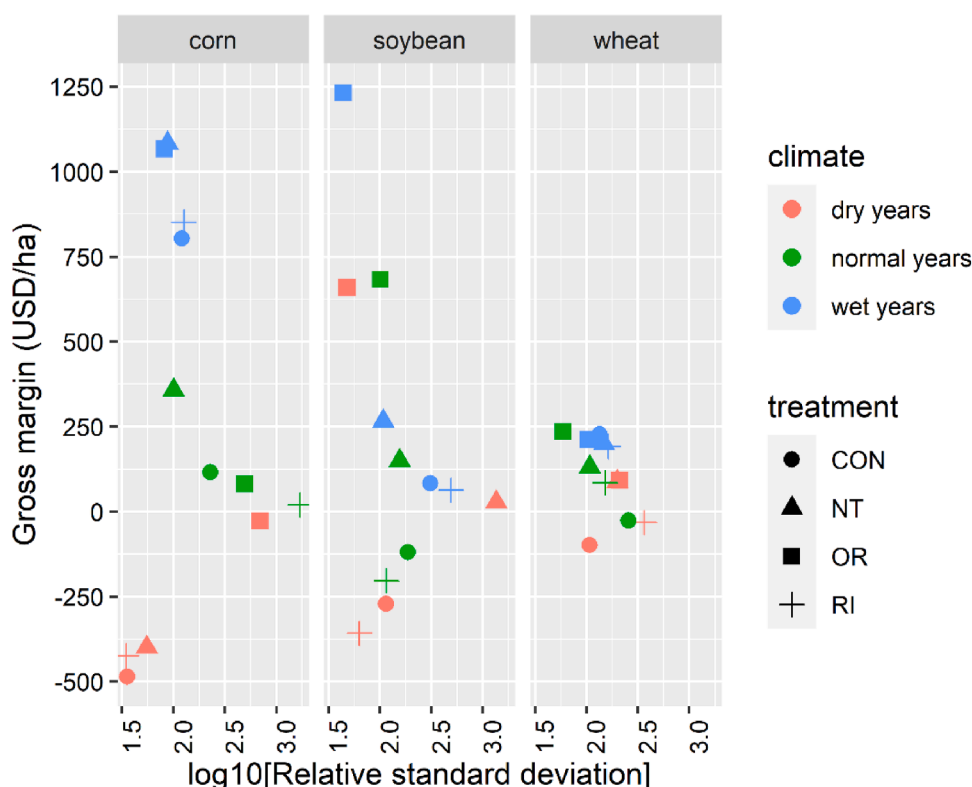 corn soybean wheat
1250
1000
750
500
250
0
-250
-500
Gross margin (USD/ha)
1.5 2.0 2.5 3.0 1.5 2.0 2.5 3.0 1.5 2.0 2.5 3.0
log10[Relative standard deviation]
climate
dry years
normal years
wet years
treatment
CON
NT
OR
RI